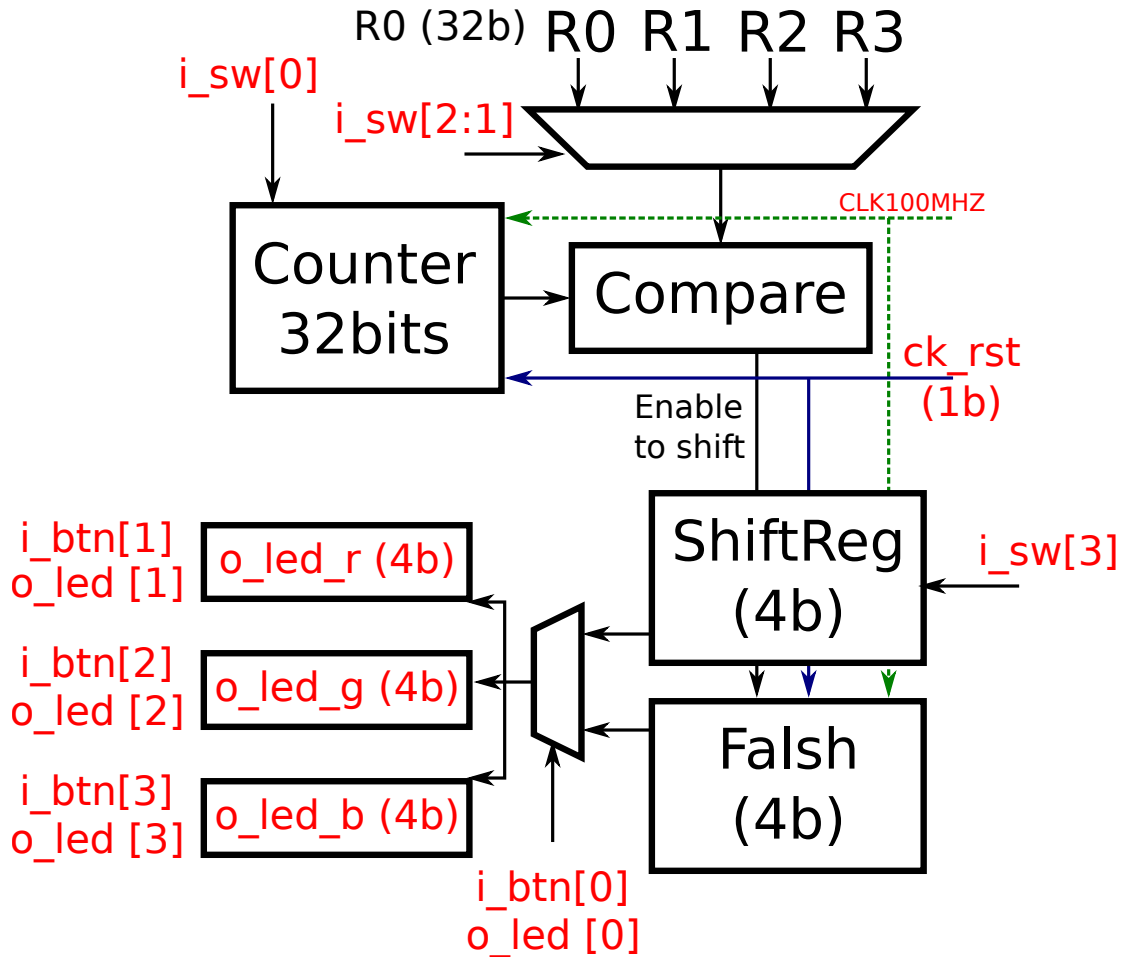 R0 (32b) R0 R1 R2 R3
i_sw[0]
i_sw[2:1]
CLK100MHZ
Counter
32bits
Compare
ck_rst
(1b)
Enable
to shift
ShiftReg
(4b)
i_sw[3]
i_btn[1]
o_led [1]
o_led_r (4b)
i_btn[2]
o_led [2]
o_led_g (4b)
i_btn[3]
o_led [3]
o_led_b (4b)
Falsh
(4b)
i_btn[0]
o_led [0]